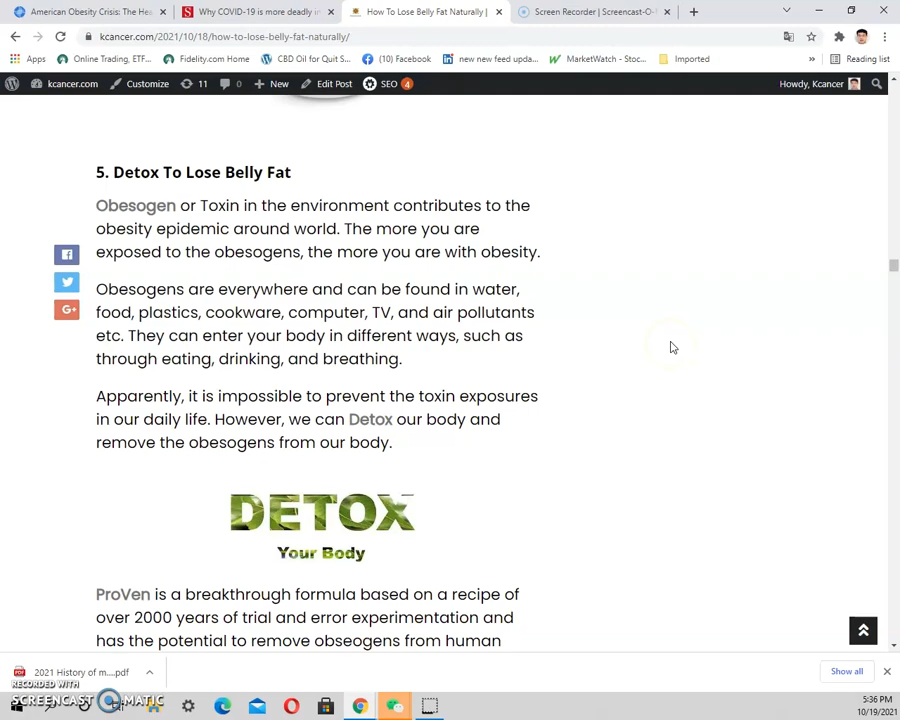 American Obesity Crisis: The Hea
Why COVID-19 is more deadly in
How To Lose Belly Fat Naturally |
Screen Recorder | Screencast-O-
kcancer.com/2021/10/18/how-to-lose-belly-fat-naturally/
Apps
Online Trading, ETF...
Fidelity.com Home
CBD Oil for Quit S...
(10) Facebook
new new feed upda...
MarketWatch - Stoc...
Imported
»
Reading list
kcancer.com
Customize
11
0
New
Edit Post
SEO
4
Howdy, Kcancer
5. Detox To Lose Belly Fat
Obesogen or Toxin in the environment contributes to the
obesity epidemic around world. The more you are
exposed to the obesogens, the more you are with obesity.
Obesogens are everywhere and can be found in water,
food, plastics, cookware, computer, TV, and air pollutants
etc. They can enter your body in different ways, such as
through eating, drinking, and breathing.
Apparently, it is impossible to prevent the toxin exposures
in our daily life. However, we can Detox our body and
remove the obesogens from our body.
DETOX
Your Body
ProVen is a breakthrough formula based on a recipe of
over 2000 years of trial and error experimentation and
has the potential to remove obseogens from human
2021 History of m....pdf
Show all
RECORDED WITH
SCREENCAST MATIC
5:36 PM
10/19/2021